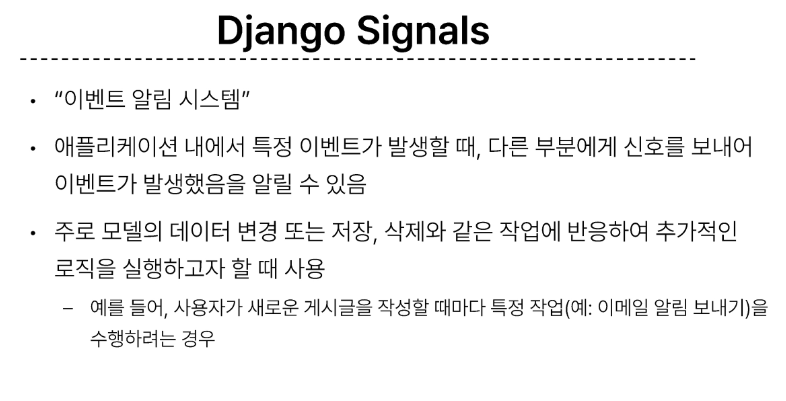 Django Signals
• “이벤트 알림 시스템”
• 애플리케이션 내에서 특정 이벤트가 발생할 때, 다른 부분에게 신호를 보내어
이벤트가 발생했음을 알릴 수 있음
• 주로 모델의 데이터 변경 또는 저장, 삭제와 같은 작업에 반응하여 추가적인
로직을 실행하고자 할 때 사용
– 예를 들어, 사용자가 새로운 게시글을 작성할 때마다 특정 작업(예: 이메일 알림 보내기)을
수행하려는 경우